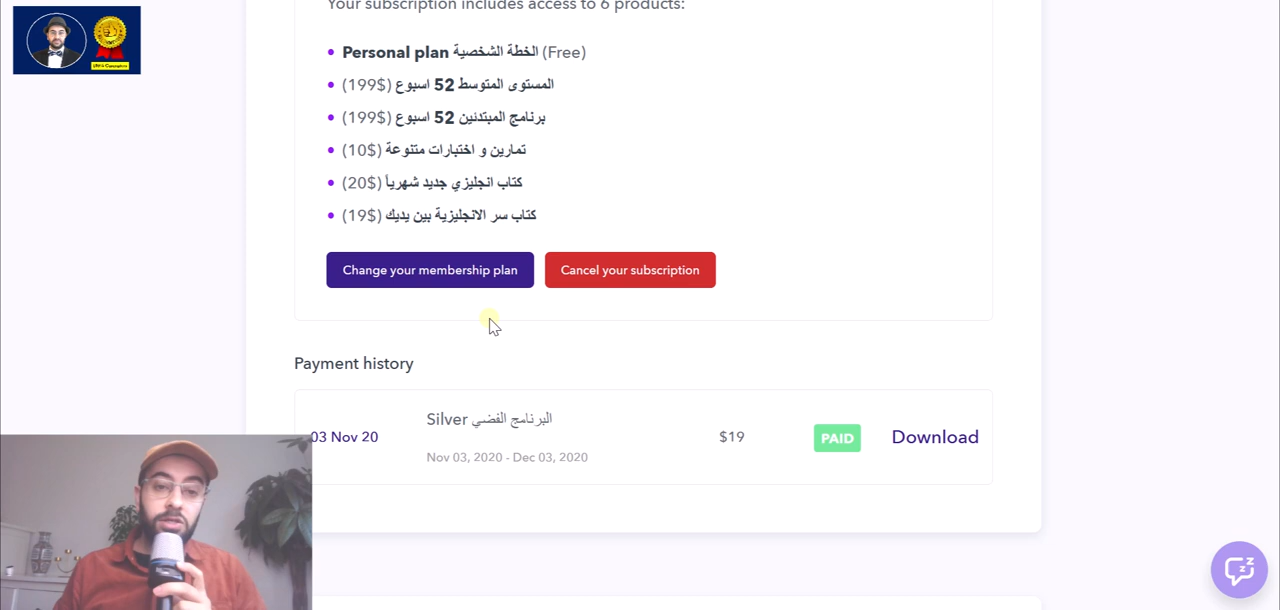 Your subscription includes access to 6 products:
Personal plan الخطة الشخصية (Free)
المستوى المتوسط 52 اسبوع (199$)
برنامج المبتدئين 52 اسبوع (199$)
تمارين و اختبارات متنوعة (10$)
كتاب انجليزي جديد شهرياً (20$)
كتاب سر الانجليزية بين يديك (19$)
Change your membership plan Cancel your subscription
Payment history
03 Nov 20 Silver البرنامج الفضي $19 PAID Download
Nov 03, 2020 - Dec 03, 2020